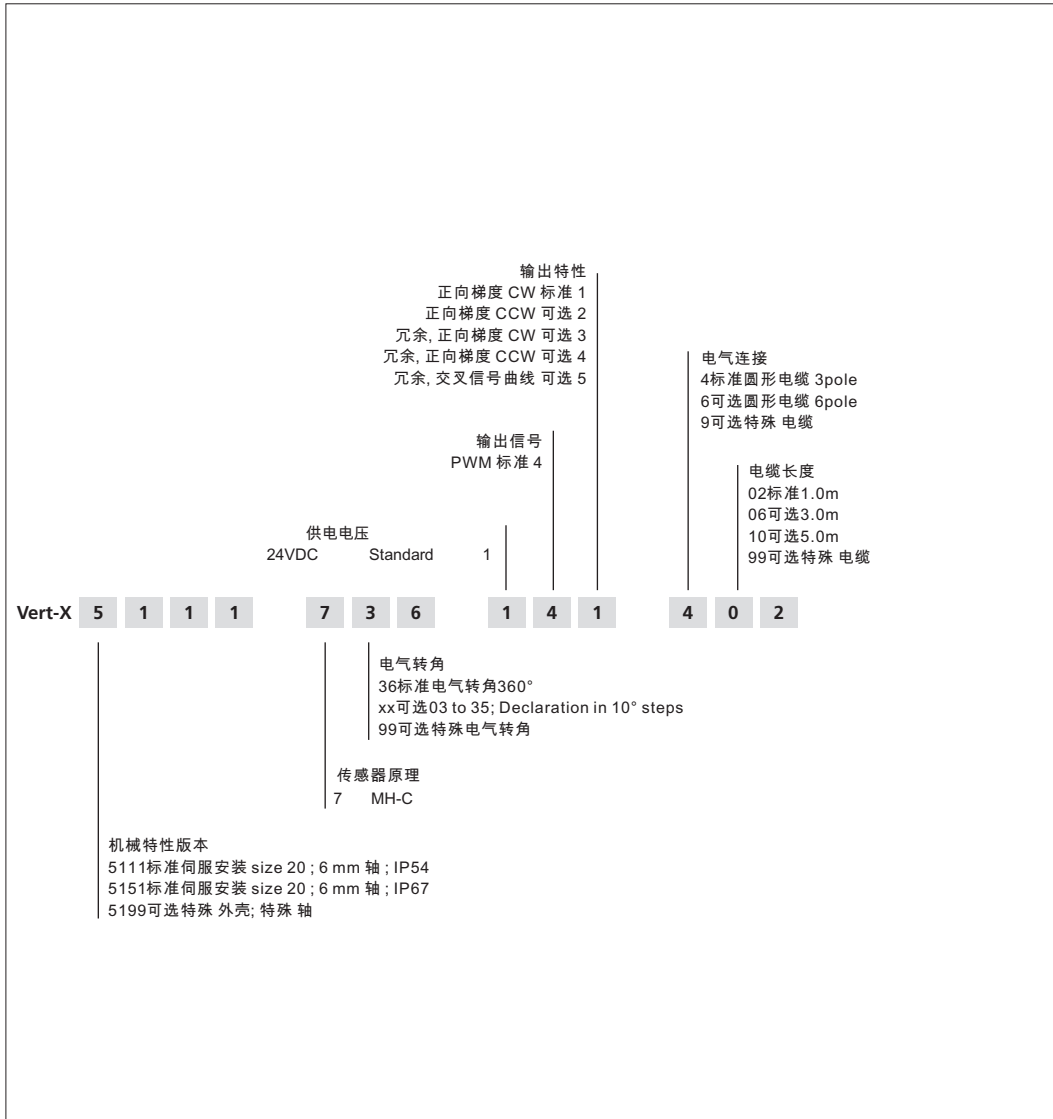 输出特性
正向梯度 CW 标准 1
正向梯度 CCW 可选 2
冗余, 正向梯度 CW 可选 3
冗余, 正向梯度 CCW 可选 4
冗余, 交叉信号曲线 可选 5
电气连接
4标准圆形电缆 3pole
6可选圆形电缆 6pole
9可选特殊 电缆
输出信号
PWM 标准 4
电缆长度
02标准1.0m
06可选3.0m
10可选5.0m
99可选特殊 电缆
供电电压
24VDC Standard 1
Vert-X 5 1 1 1 7 3 6 1 4 1 4 0 2
电气转角
36标准电气转角360°
xx可选03 to 35; Declaration in 10° steps
99可选特殊电气转角
传感器原理
7 MH-C
机械特性版本
5111标准伺服安装 size 20 ; 6 mm 轴 ; IP54
5151标准伺服安装 size 20 ; 6 mm 轴 ; IP67
5199可选特殊 外壳; 特殊 轴